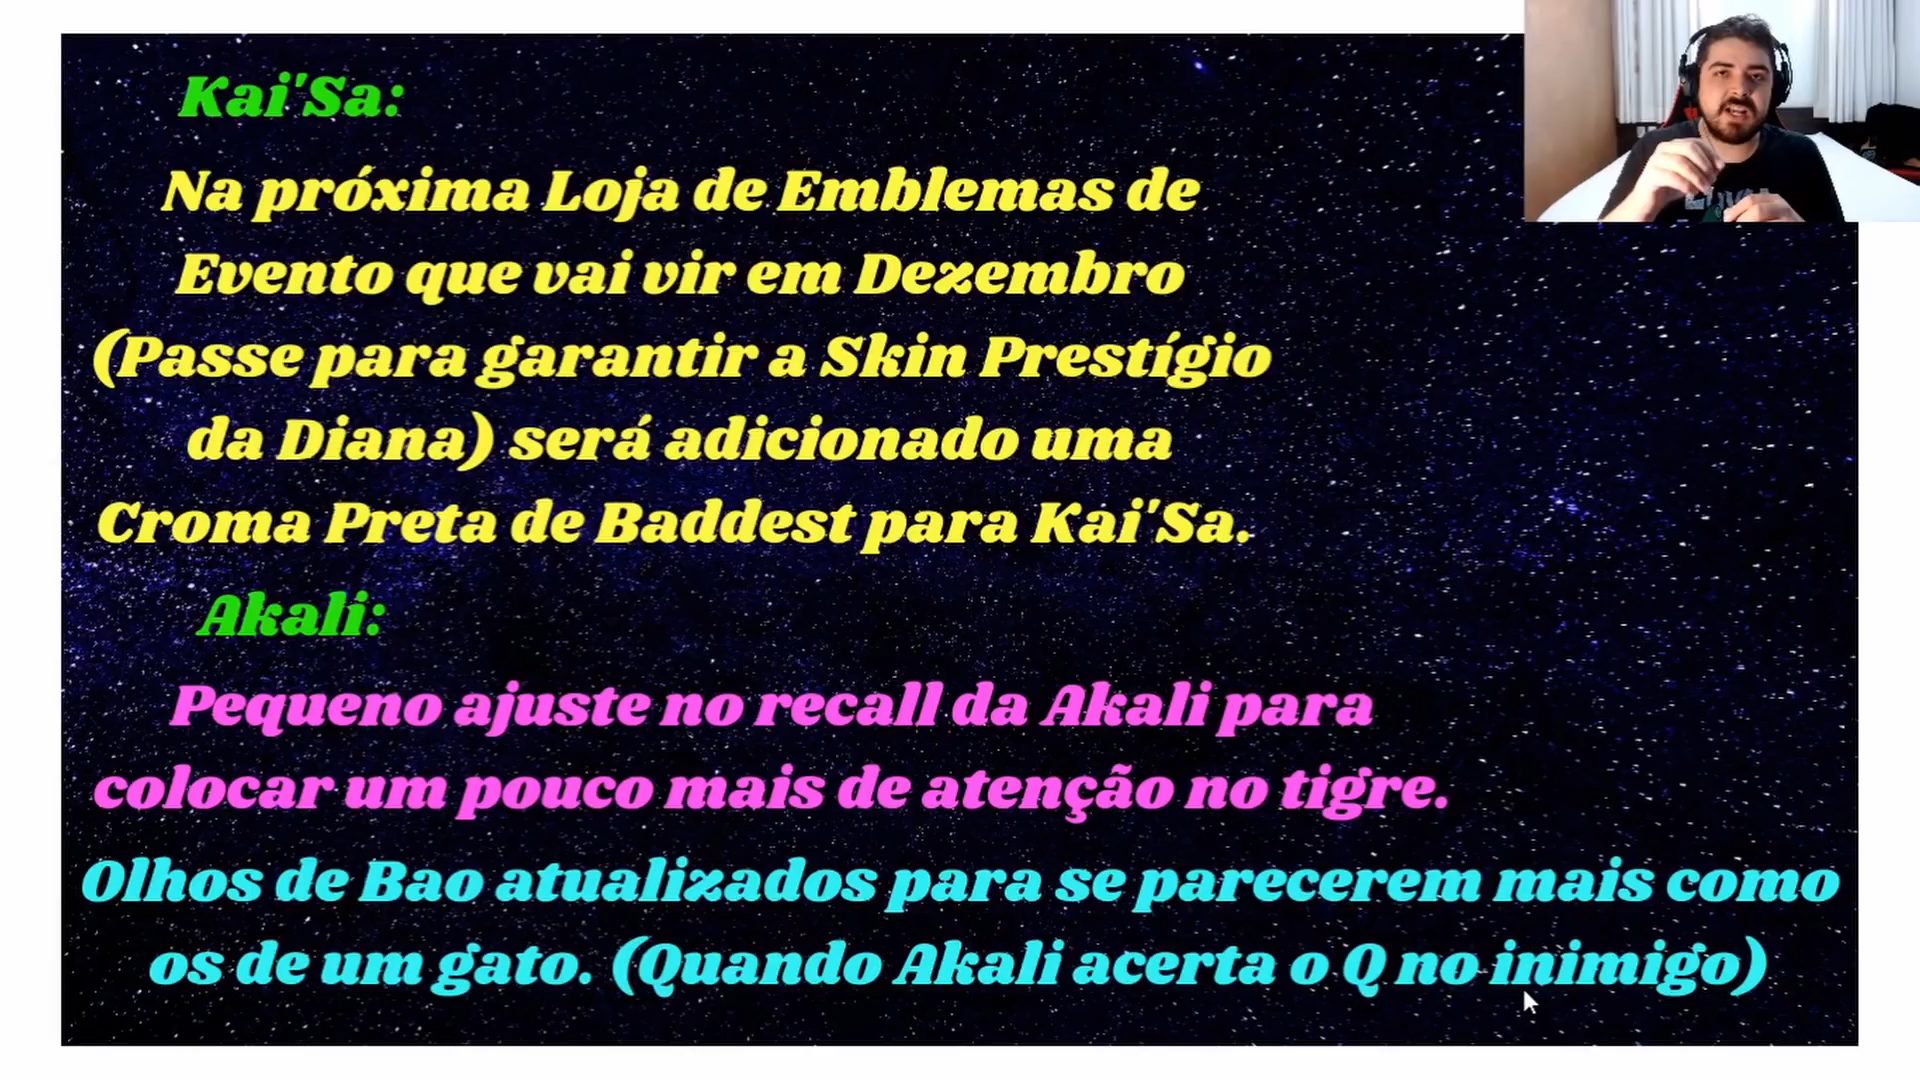 Kai'Sa:
Na próxima Loja de Emblemas de
Evento que vai vir em Dezembro
(Passe para garantir a Skin Prestígio
da Diana) será adicionado uma
Croma Preta de Baddest para Kai'Sa.
Akali:
Pequeno ajuste no recall da Akali para
colocar um pouco mais de atenção no tigre.
Olhos de Bao atualizados para se parecerem mais como
os de um gato. (Quando Akali acerta o Q no inimigo)